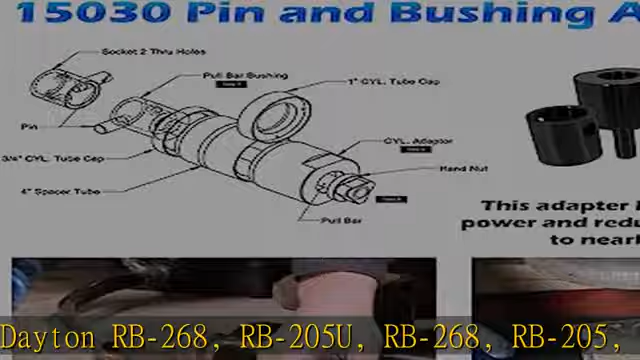 15030 Pin and Bushing A
Socket 2 Thru Holes
Pull Bar Bushing
1" CYL. Tube Cap
Pin
CYL. Adaptor
3/4" CYL. Tube Cap
Hand Nut
4" Spacer Tube
Pull Bar
This adapter
power and redu
to nearl
Dayton RB-268, RB-205U, RB-268, RB-205,